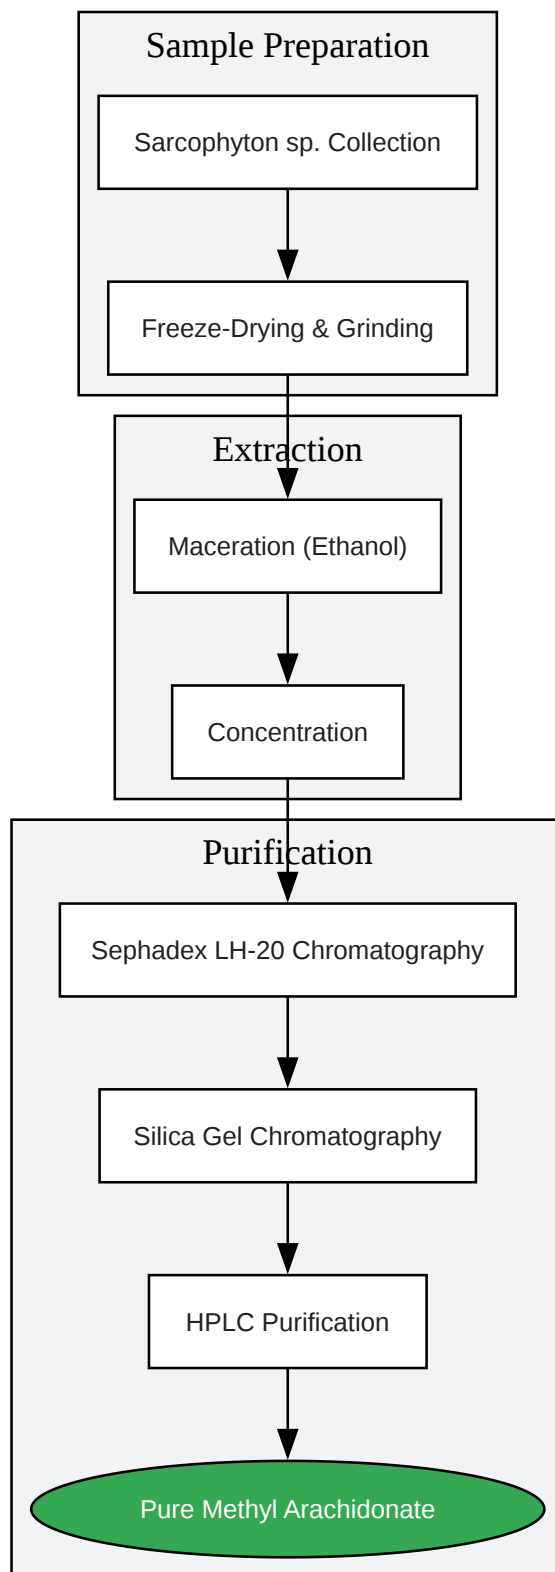 Sample Preparation
Sarcophyton sp. Collection
Freeze-Drying & Grinding
Extraction
Maceration (Ethanol)
Concentration
Purification
Sephadex LH-20 Chromatography
Silica Gel Chromatography
HPLC Purification
Pure Methyl Arachidonate